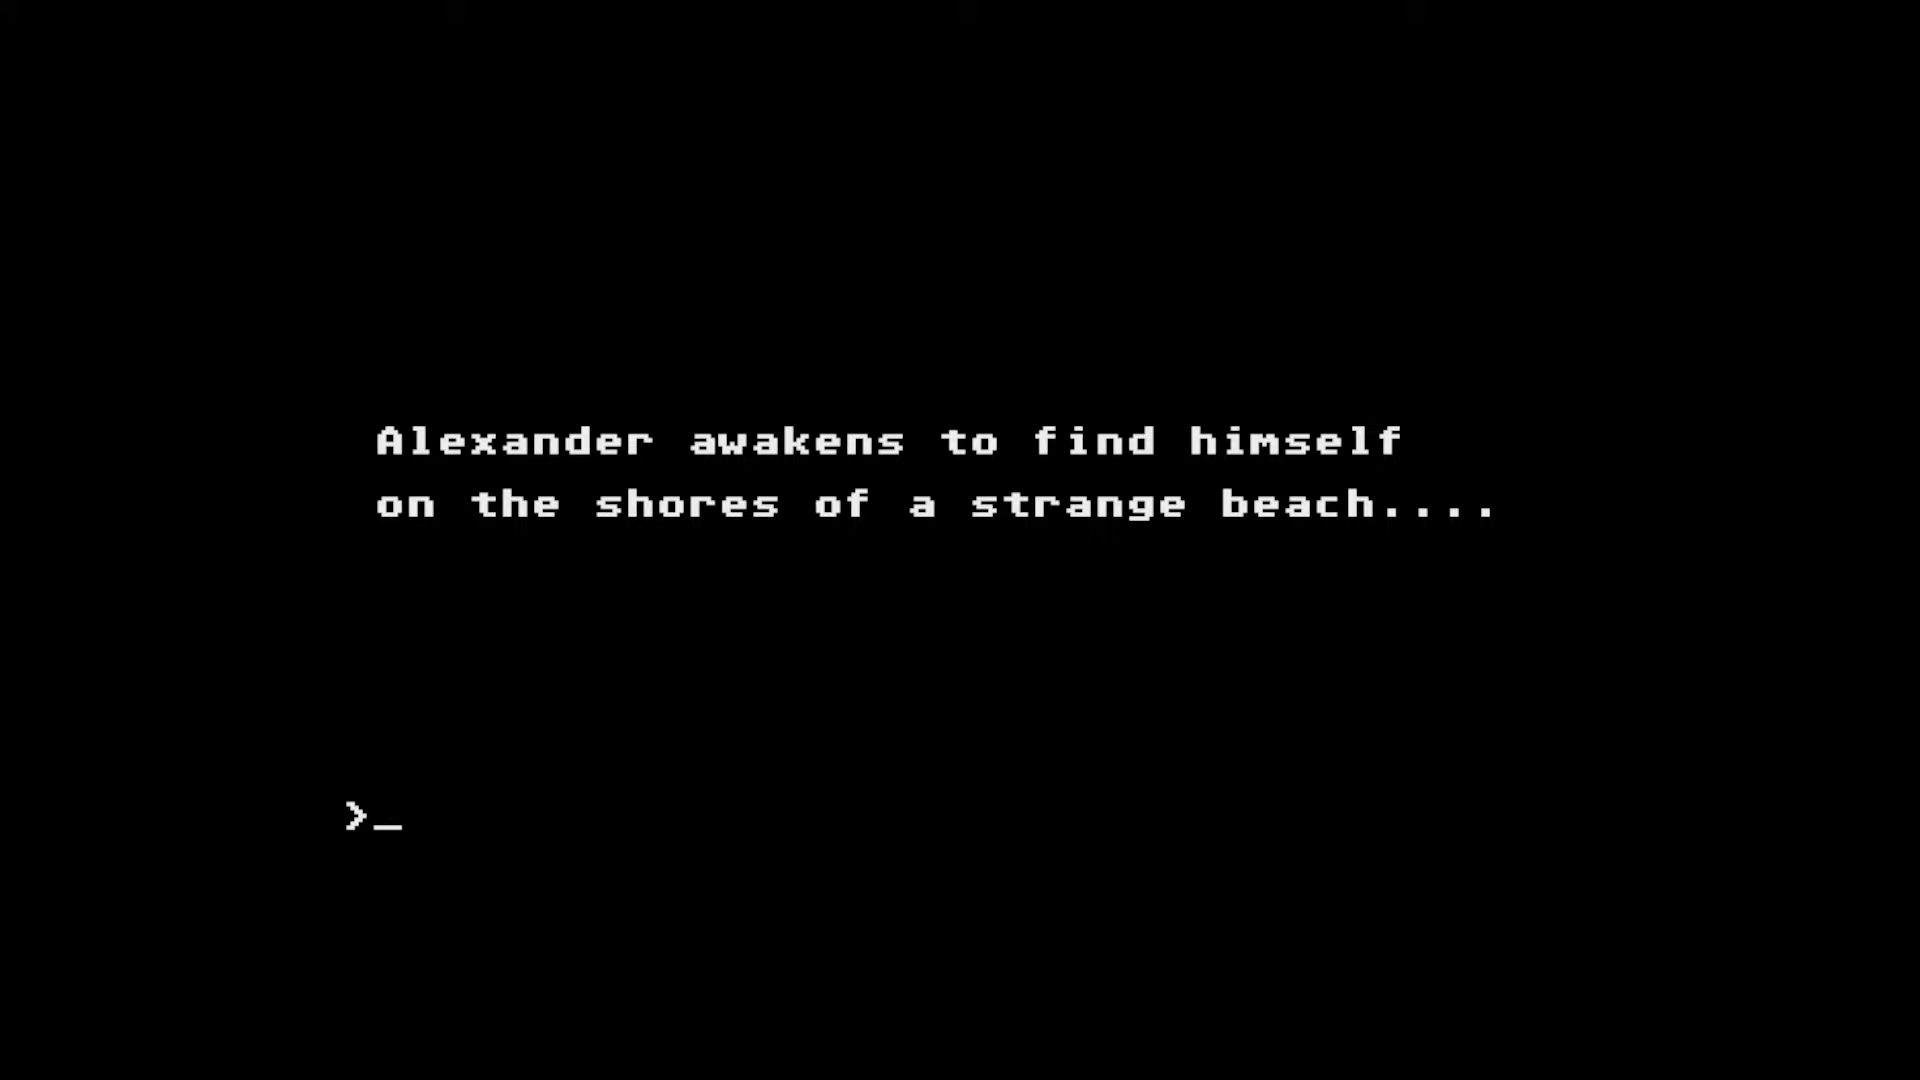 Alexander awakens to find himself
on the shores of a strange beach....
>_